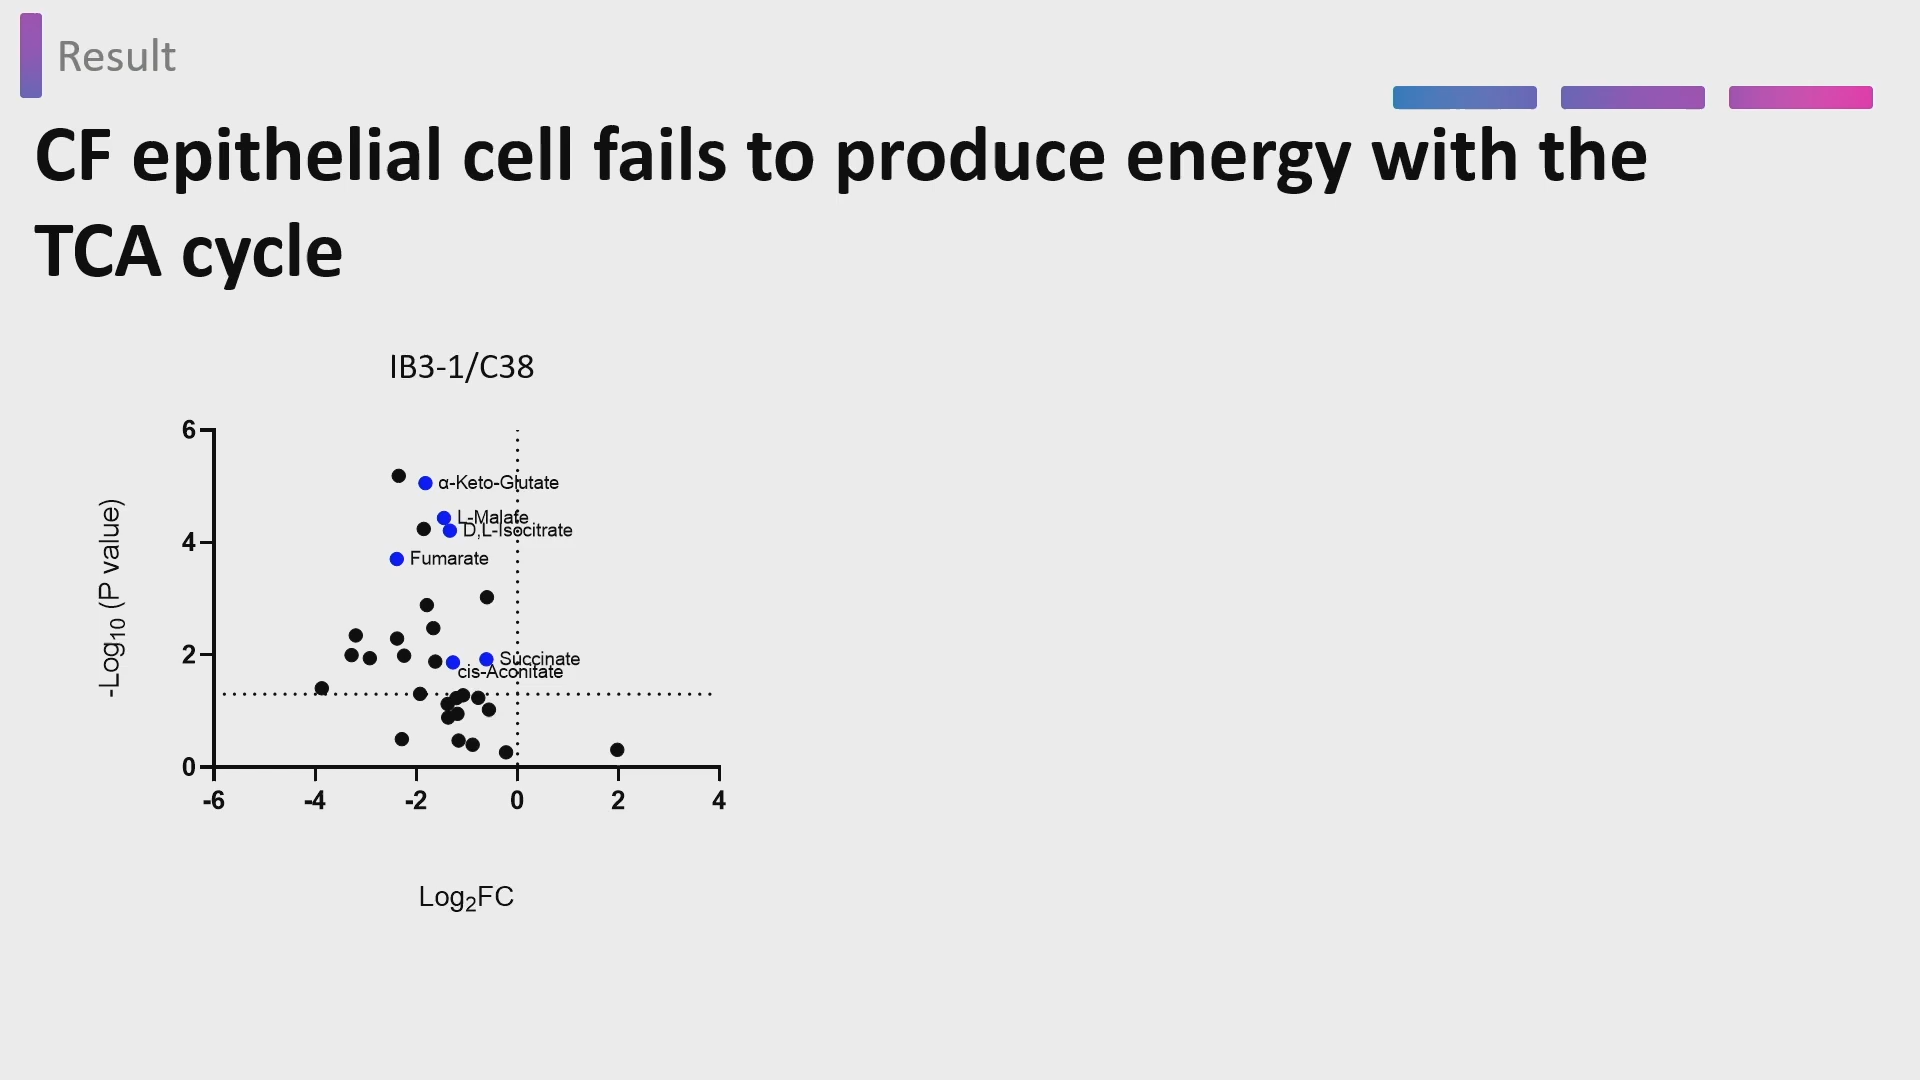 Result
CF epithelial cell fails to produce energy with the
TCA cycle
IB3-1/C38
6
α-Keto-Glutate
L-Malate
D,L-Isocitrate
4
Fumarate
-Log10 (P value)
2
Succinate
cis-Aconitate
0
-6 -4 -2 0 2 4
Log2FC